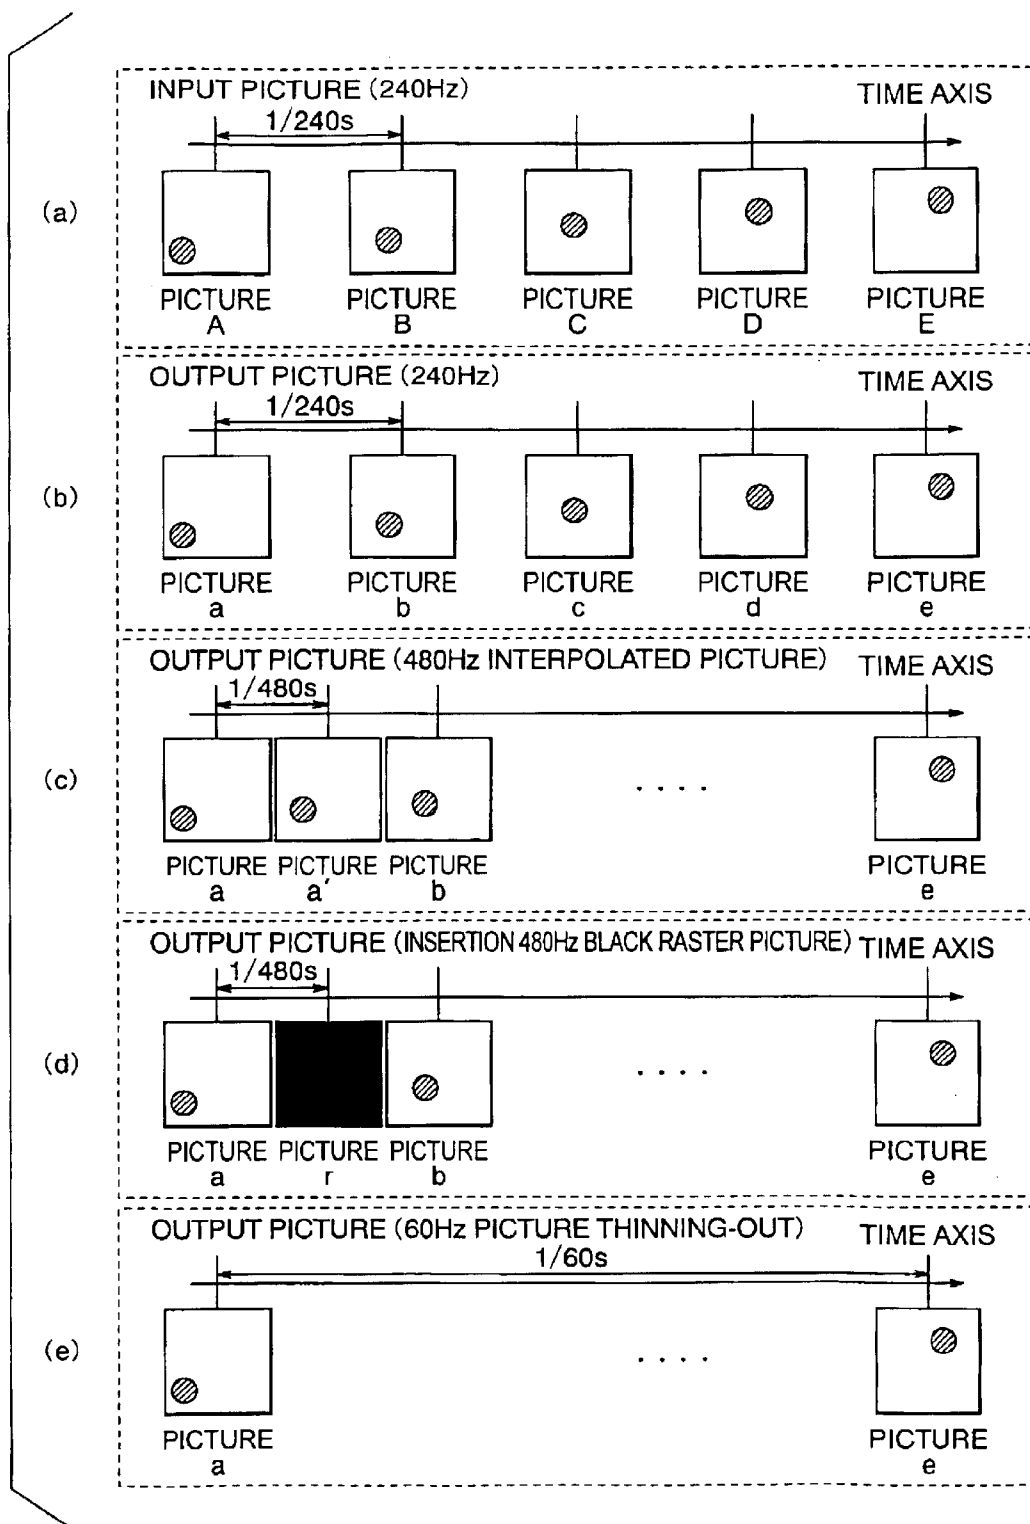 INPUT PICTURE (240Hz) TIME AXIS
1/240s
(a)
PICTURE PICTURE PICTURE PICTURE PICTURE
A B C D E
OUTPUT PICTURE (240Hz) TIME AXIS
1/240s
(b)
PICTURE PICTURE PICTURE PICTURE PICTURE
a b c d e
OUTPUT PICTURE (480Hz INTERPOLATED PICTURE) TIME AXIS
1/480s
(c)
. . . .
PICTURE PICTURE PICTURE PICTURE
a a' b e
OUTPUT PICTURE (INSERTION 480Hz BLACK RASTER PICTURE) TIME AXIS
1/480s
(d)
. . . .
PICTURE PICTURE PICTURE PICTURE
a r b e
OUTPUT PICTURE (60Hz PICTURE THINNING-OUT) TIME AXIS
1/60s
(e)
. . . .
PICTURE PICTURE
a e